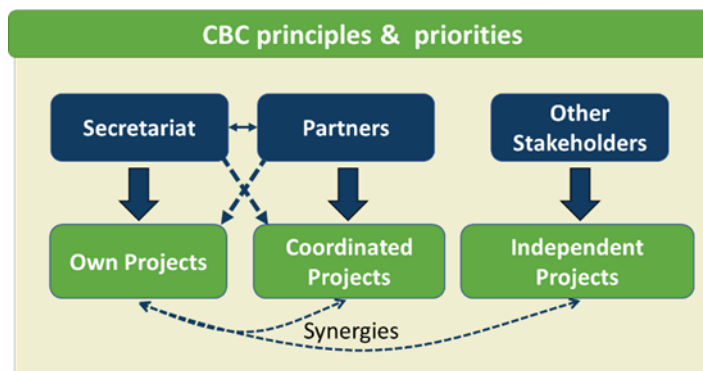 CBC principles & priorities
Secretariat
Partners
Other
Stakeholders
Own Projects
Coordinated
Projects
Independent
Projects
Synergies